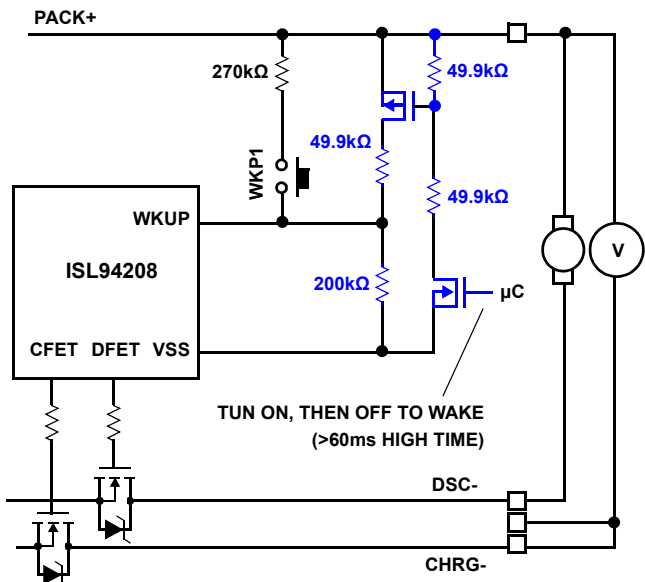 PACK+
270kΩ
49.9kΩ
49.9kΩ
WKP1
49.9kΩ
V
WKUP
ISL94208
200kΩ
µC
CFET DFET VSS
TUN ON, THEN OFF TO WAKE
(>60ms HIGH TIME)
DSC-
CHRG-